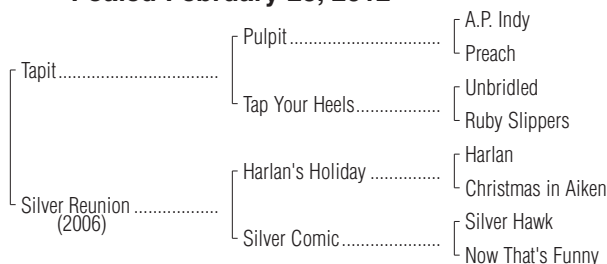 Foaled February 2012
A.P. Indy
Pulpit
Preach
Tapit
Unbridled
Tap Your Heels
Ruby Slippers
Harlan
Harlan's Holiday
Christmas in Aiken
Silver Reunion
(2006)
Silver Hawk
Silver Comic
Now That's Funny